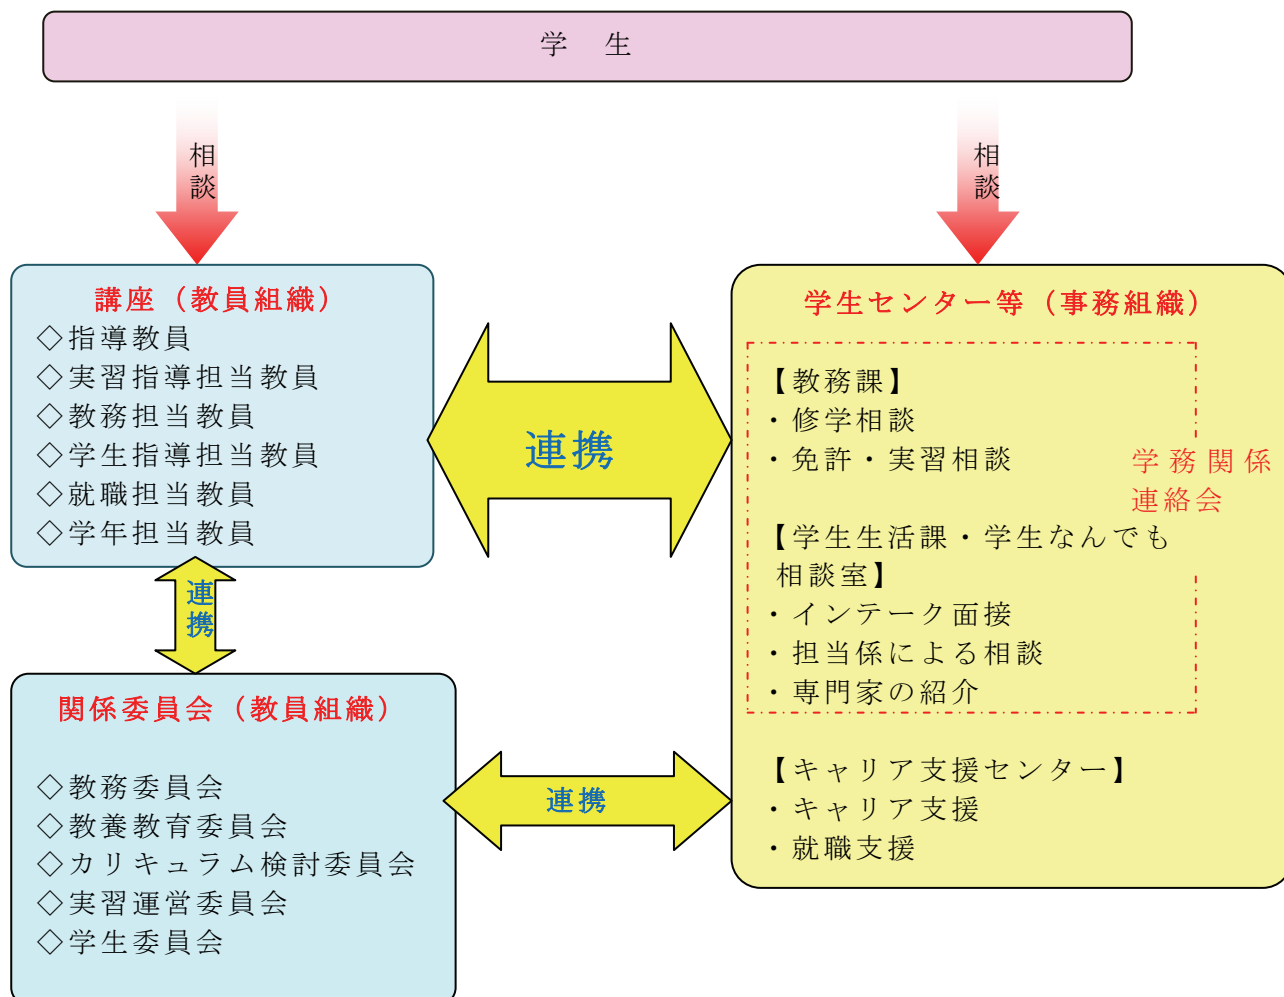 学　生
相談
相談
講座（教員組織）
◇指導教員
◇実習指導担当教員
◇教務担当教員
◇学生指導担当教員
◇就職担当教員
◇学年担当教員
連携
学生センター等（事務組織）
【教務課】
・修学相談
・免許・実習相談
学務関係
連絡会
【学生生活課・学生なんでも
相談室】
・インテーク面接
・担当係による相談
・専門家の紹介
【キャリア支援センター】
・キャリア支援
・就職支援
連携
関係委員会（教員組織）
◇教務委員会
◇教養教育委員会
◇カリキュラム検討委員会
◇実習運営委員会
◇学生委員会
連携